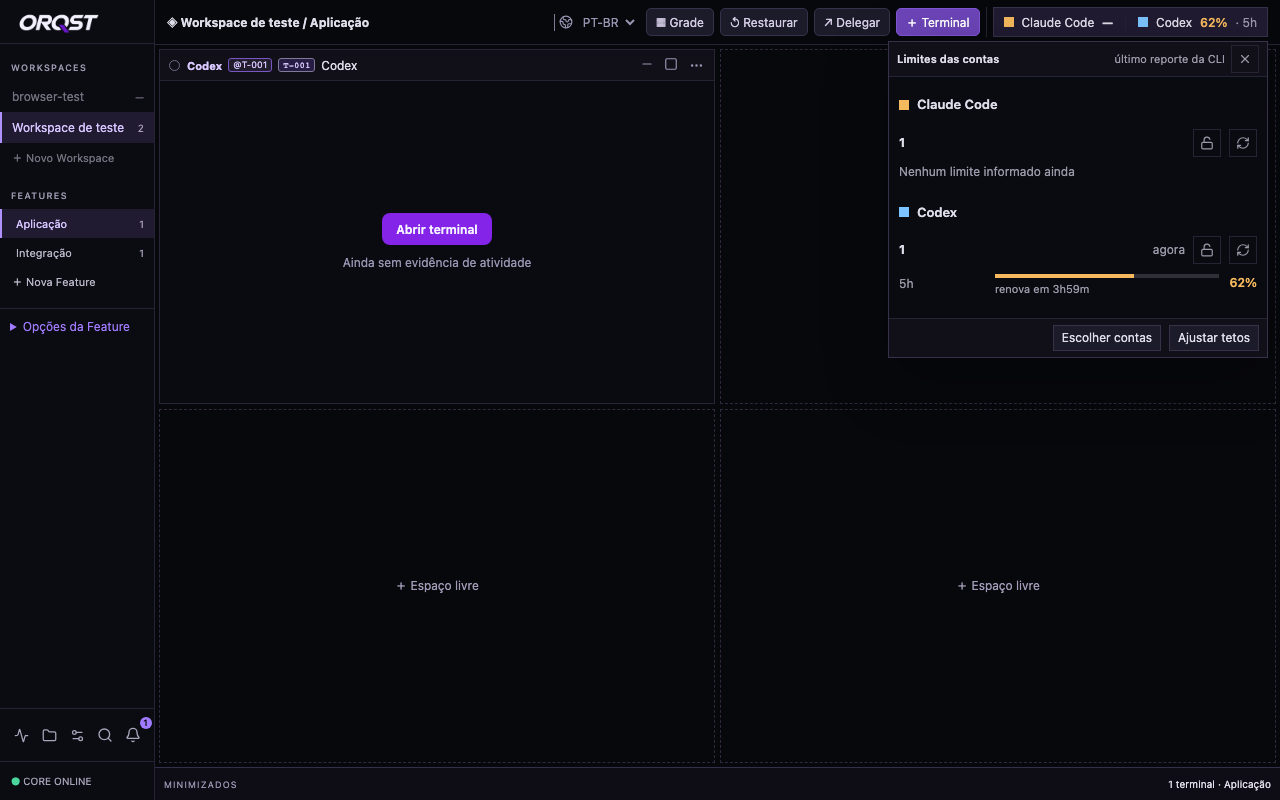 ORQST
◈ Workspace de teste / Aplicação
PT-BR
Grade
Restaurar
Delegar
+ Terminal
Claude Code —
Codex 62% · 5h
WORKSPACES
browser-test —
Workspace de teste 2
+ Novo Workspace
FEATURES
Aplicação 1
Integração 1
+ Nova Feature
Opções da Feature
Codex @T-001 T-001 Codex
Abrir terminal
Ainda sem evidência de atividade
Limites das contas
último reporte da CLI
Claude Code
1
Nenhum limite informado ainda
Codex
1 agora
5h 62%
renova em 3h59m
Escolher contas
Ajustar tetos
+ Espaço livre
+ Espaço livre
1
CORE ONLINE
MINIMIZADOS
1 terminal · Aplicação